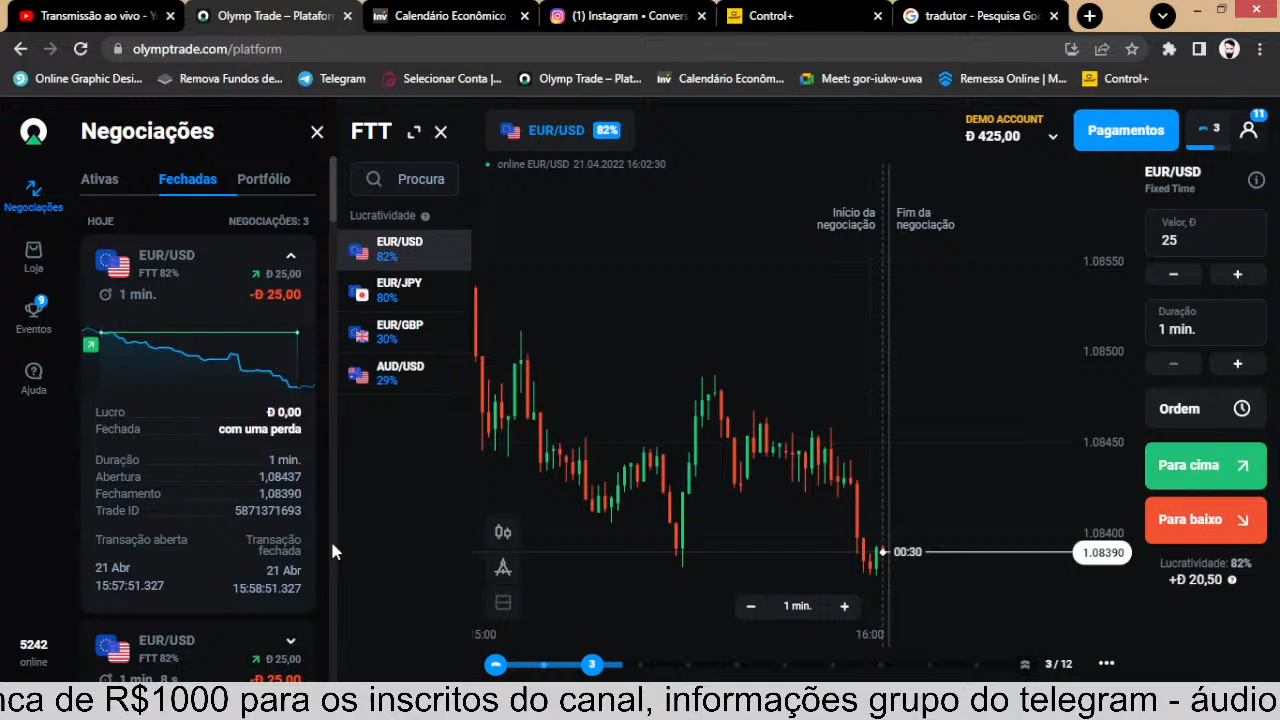 Transmissão ao vivo - Y
Olymp Trade – Platafor
Calendário Econômico
(1) Instagram • Convers
Control+
tradutor - Pesquisa Goo
olymptrade.com/platform
Online Graphic Desi...
Remova Fundos de...
Telegram
Selecionar Conta |...
Olymp Trade – Plat...
Calendário Econôm...
Meet: gor-iukw-uwa
Remessa Online | M...
Control+
Negociações
FTT
EUR/USD 82%
DEMO ACCOUNT
Đ 425,00
Pagamentos
3
11
Negociações
Loja
9
Eventos
Ajuda
5242
online
Ativas
Fechadas
Portfólio
HOJE
NEGOCIAÇÕES: 3
EUR/USD
FTT 82%
Đ 25,00
1 min.
-Đ 25,00
Lucro
Đ 0,00
Fechada
com uma perda
Duração
1 min.
Abertura
1,08437
Fechamento
1,08390
Trade ID
5871371693
Transação aberta
Transação
fechada
21 Abr
15:57:51.327
21 Abr
15:58:51.327
EUR/USD
FTT 82%
Đ 25,00
1 min. 8 s.
-Đ 25,00
Procura
Lucratividade
EUR/USD
82%
EUR/JPY
80%
EUR/GBP
30%
AUD/USD
29%
online EUR/USD 21.04.2022 16:02:30
Início da
negociação
Fim da
negociação
1.08550
1.08500
1.08450
1.08400
00:30
1.08390
1 min.
15:00
16:00
3
3/12
EUR/USD
Fixed Time
Valor, Đ
25
Duração
1 min.
Ordem
Para cima
Para baixo
Lucratividade: 82%
+Đ 20,50
nca de R$1000 para os inscritos do canal, informações grupo do telegram - áudio